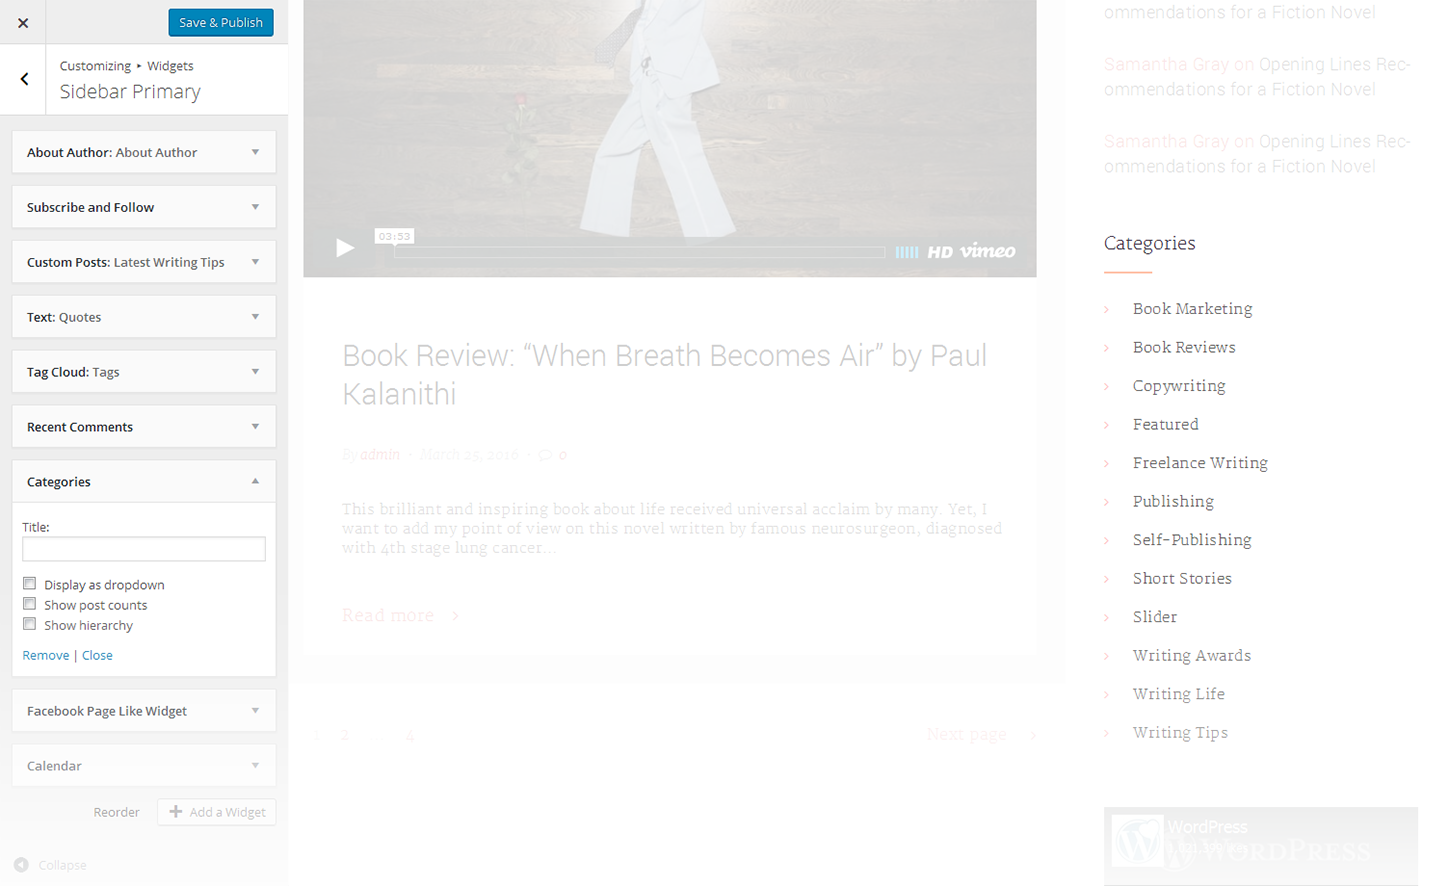 Save & Publish
Customizing ▸ Widgets
Sidebar Primary
About Author: About Author
Subscribe and Follow
Custom Posts: Latest Writing Tips
Text: Quotes
Tag Cloud: Tags
Recent Comments
Categories
Title:
Display as dropdown
Show post counts
Show hierarchy
Remove | Close
Facebook Page Like Widget
Calendar
Reorder
Add a Widget
Collapse
03:53
HD vimeo
Book Review: “When Breath Becomes Air” by Paul
Kalanithi
By admin · March 25, 2016 · 0
This brilliant and inspiring book about life received universal acclaim by many. Yet, I
want to add my point of view on this novel written by famous neurosurgeon, diagnosed
with 4th stage lung cancer...
Read more
1 2 4
Next page
ommendations for a Fiction Novel
Samantha Gray on Opening Lines Rec-
ommendations for a Fiction Novel
Samantha Gray on Opening Lines Rec-
ommendations for a Fiction Novel
Categories
Book Marketing
Book Reviews
Copywriting
Featured
Freelance Writing
Publishing
Self-Publishing
Short Stories
Slider
Writing Awards
Writing Life
Writing Tips
WordPress
WORDPRESS